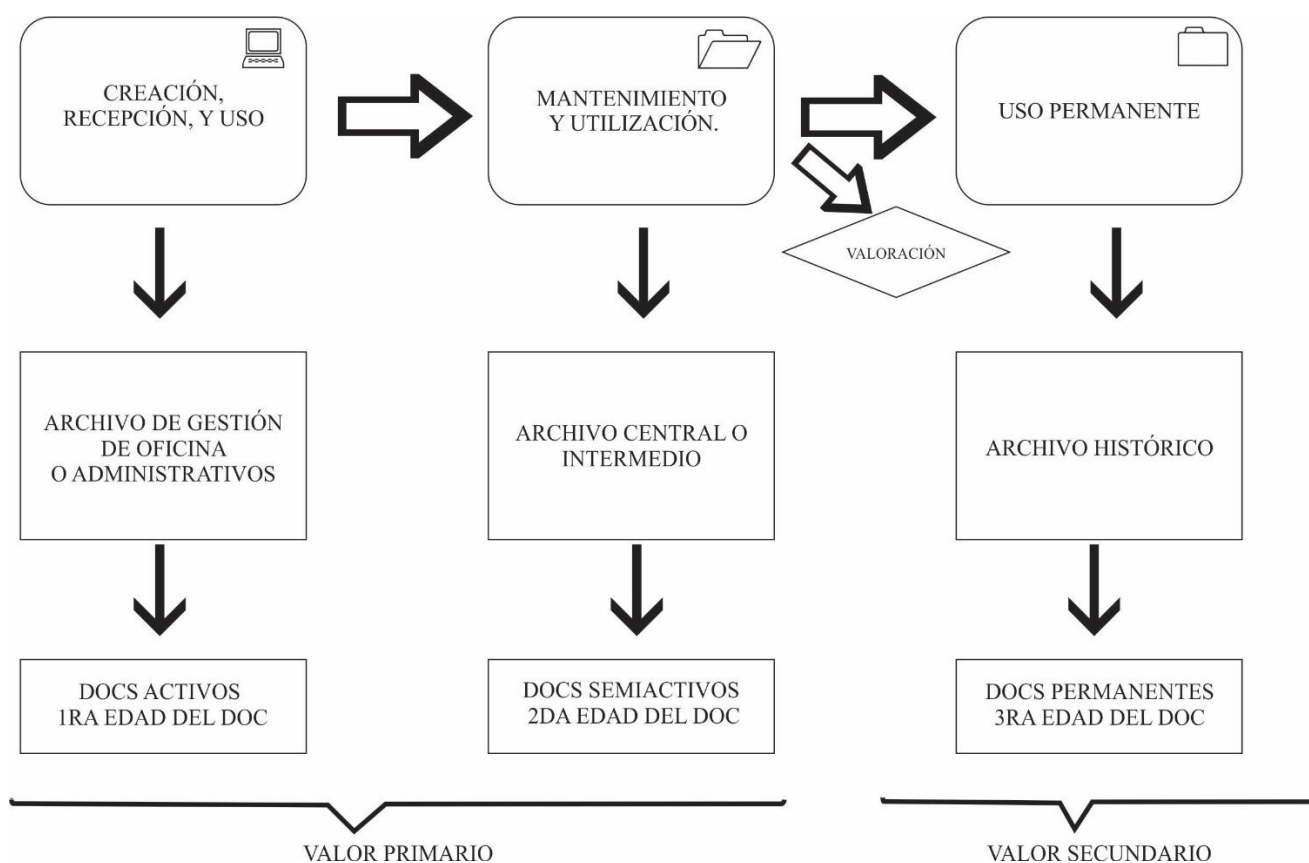 CREACIÓN,
RECEPCIÓN, Y USO
MANTENIMIENTO
Y UTILIZACIÓN.
USO PERMANENTE
VALORACIÓN
ARCHIVO DE GESTIÓN
DE OFICINA
O ADMINISTRATIVOS
ARCHIVO CENTRAL O
INTERMEDIO
ARCHIVO HISTÓRICO
DOCS ACTIVOS
1RA EDAD DEL DOC
DOCS SEMIACTIVOS
2DA EDAD DEL DOC
DOCS PERMANENTES
3RA EDAD DEL DOC
VALOR PRIMARIO
VALOR SECUNDARIO